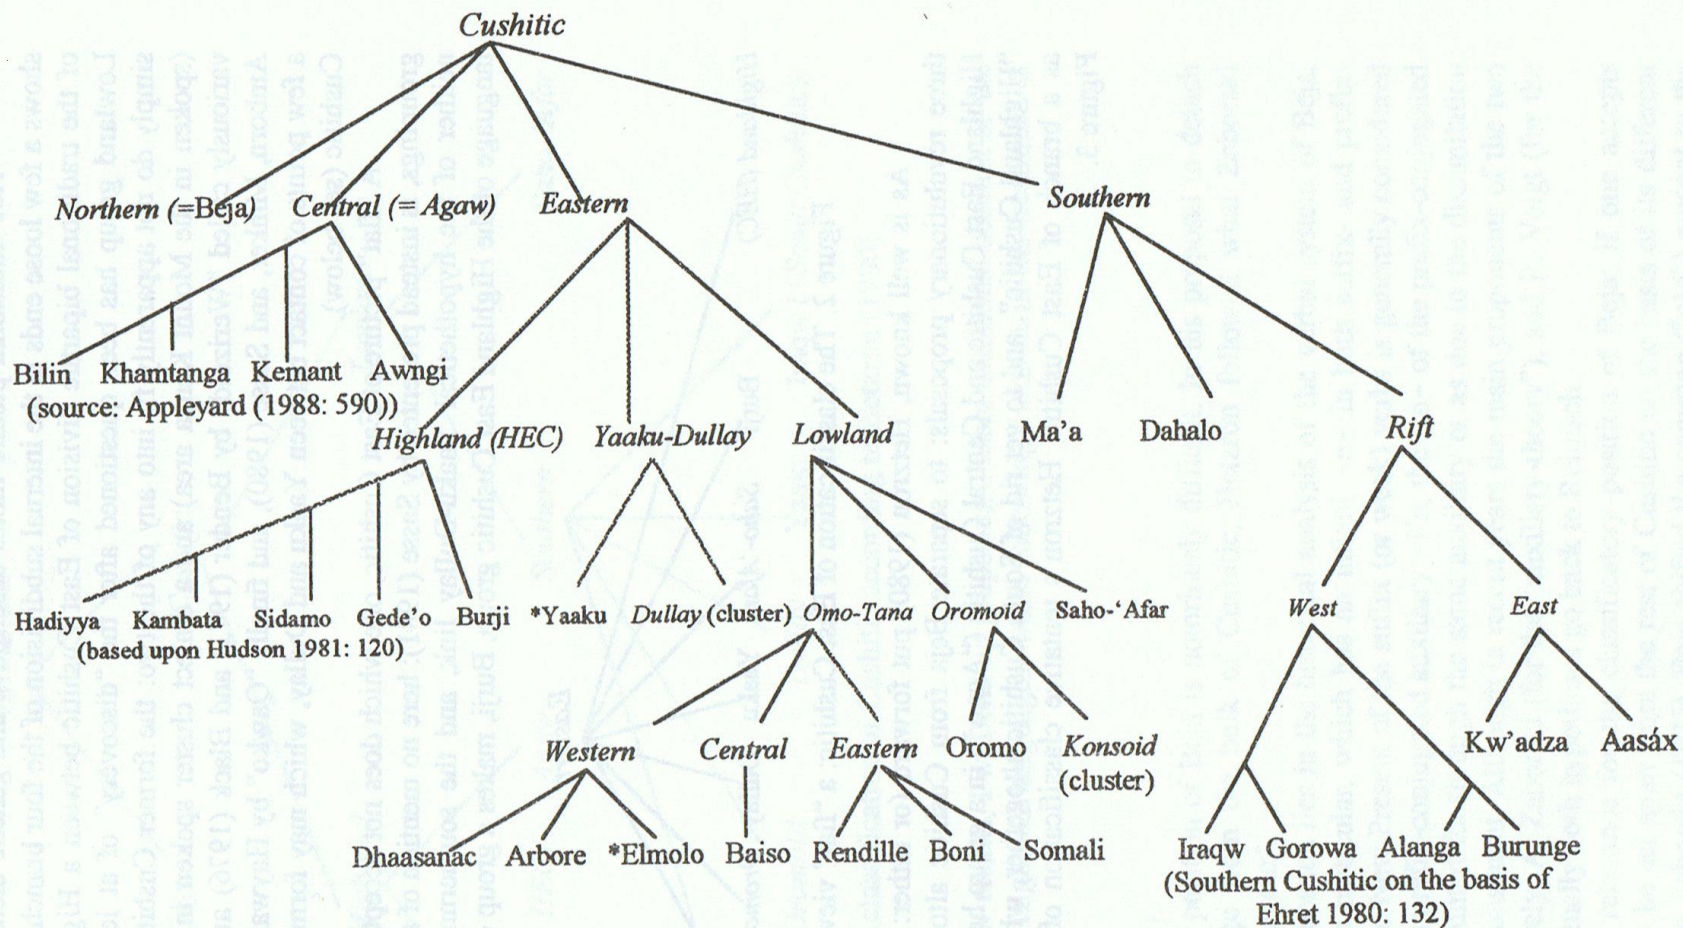 Cushitic
Northern (=Beja) Central (= Agaw) Eastern Southern
Bilin Khamtanga Kemant Awngi
(source: Appleyard (1988: 590))
Highland (HEC) Yaaku-Dullay Lowland Ma’a Dahalo Rift
Hadiyya Kambata Sidamo Gede’o Burji *Yaaku Dullay (cluster) Omo-Tana Oromoid Saho-‘Afar West East
(based upon Hudson 1981: 120)
Western Central Eastern Oromo Konsoid Kw’adza Aasáx
(cluster)
Dhaasanac Arbore *Elmolo Baiso Rendille Boni Somali Iraqw Gorowa Alanga Burunge
(Southern Cushitic on the basis of
Ehret 1980: 132)